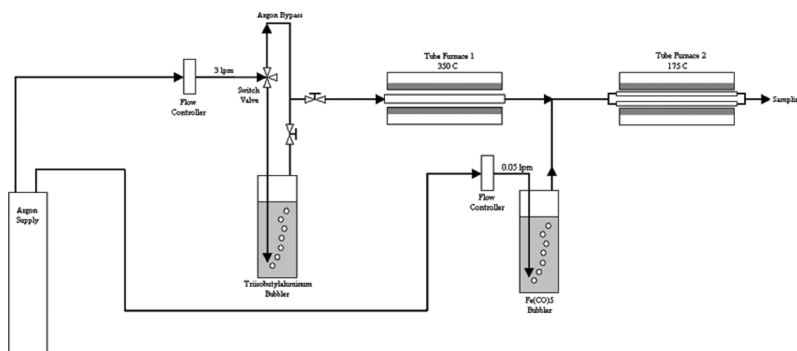 Argon Bypass
Tube Furnace 1
350 C
Tube Furnace 2
175 C
3 lpm
Flow
Controller
Switch
Valve
Sampling
0.05 lpm
Flow
Controller
Argon
Supply
Triisobutylaluminum
Bubbler
Fe(CO)5
Bubbler